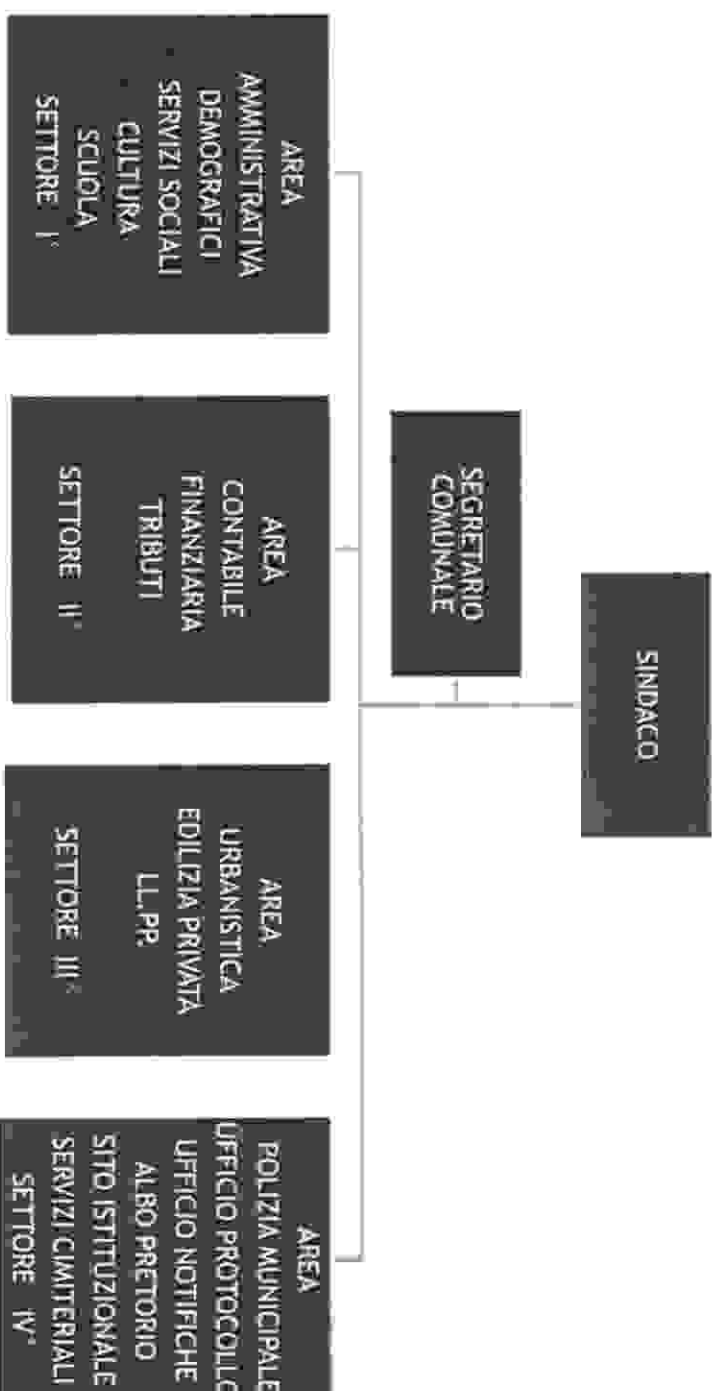 SINDACO
SEGRETARIO
COMUNALE
AREA
AMMINISTRATIVA
DEMOGRAFICI
SERVIZI SOCIALI
CULTURA
SCUOLA
SETTORE I°
AREA
CONTABILE
FINANZIARIA
TRIBUTI
SETTORE II°
AREA
URBANISTICA
EDILIZIA PRIVATA
LL.PP.
SETTORE III°
AREA
POLIZIA MUNICIPALE
UFFICIO PROTOCOLLO
UFFICIO NOTIFICHE
ALBO PRETORIO
SITO ISTITUZIONALE
SERVIZI CIMITERIALI
SETTORE IV°